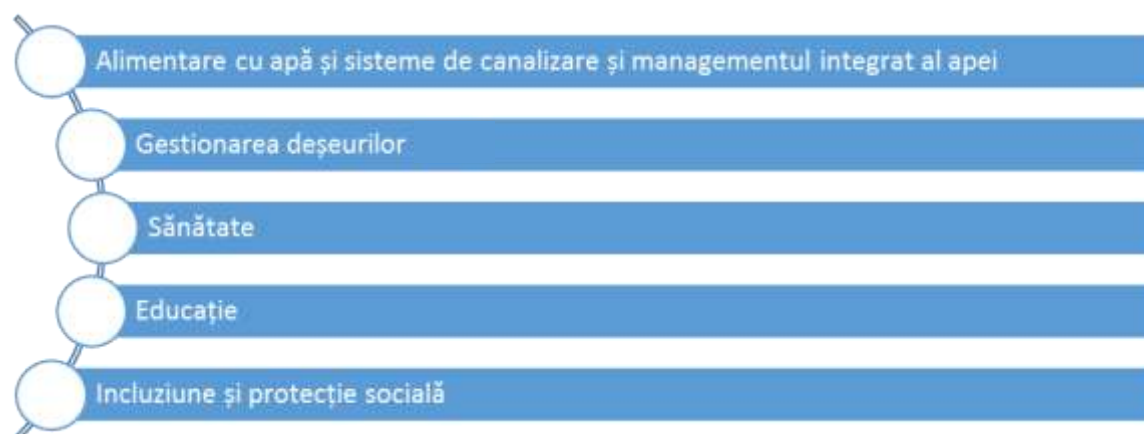 Alimentare cu apă și sisteme de canalizare și managementul integrat al apei
Gestionarea deșeurilor
Sănătate
Educație
Incluziune și protecție socială